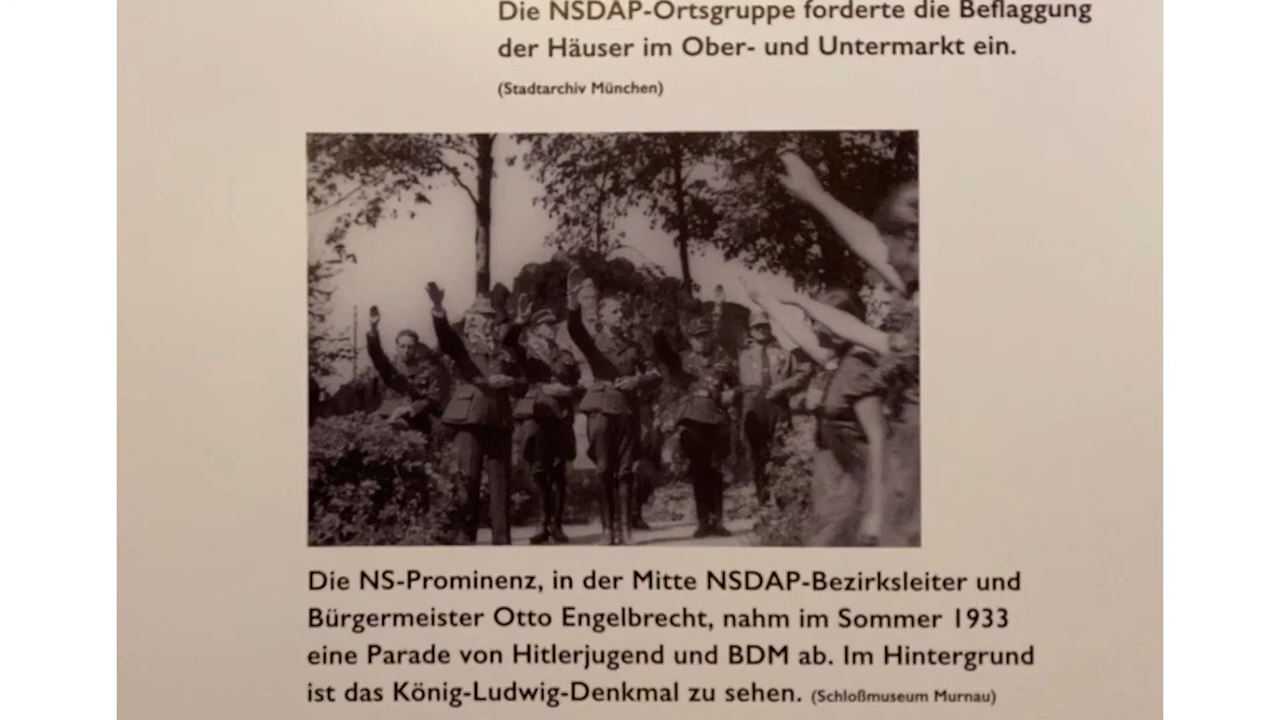 Die NSDAP-Ortsgruppe forderte die Beflaggung
der Häuser im Ober- und Untermarkt ein.
(Stadtarchiv München)
Die NS-Prominenz, in der Mitte NSDAP-Bezirksleiter und
Bürgermeister Otto Engelbrecht, nahm im Sommer 1933
eine Parade von Hitlerjugend und BDM ab. Im Hintergrund
ist das König-Ludwig-Denkmal zu sehen. (Schloßmuseum Murnau)